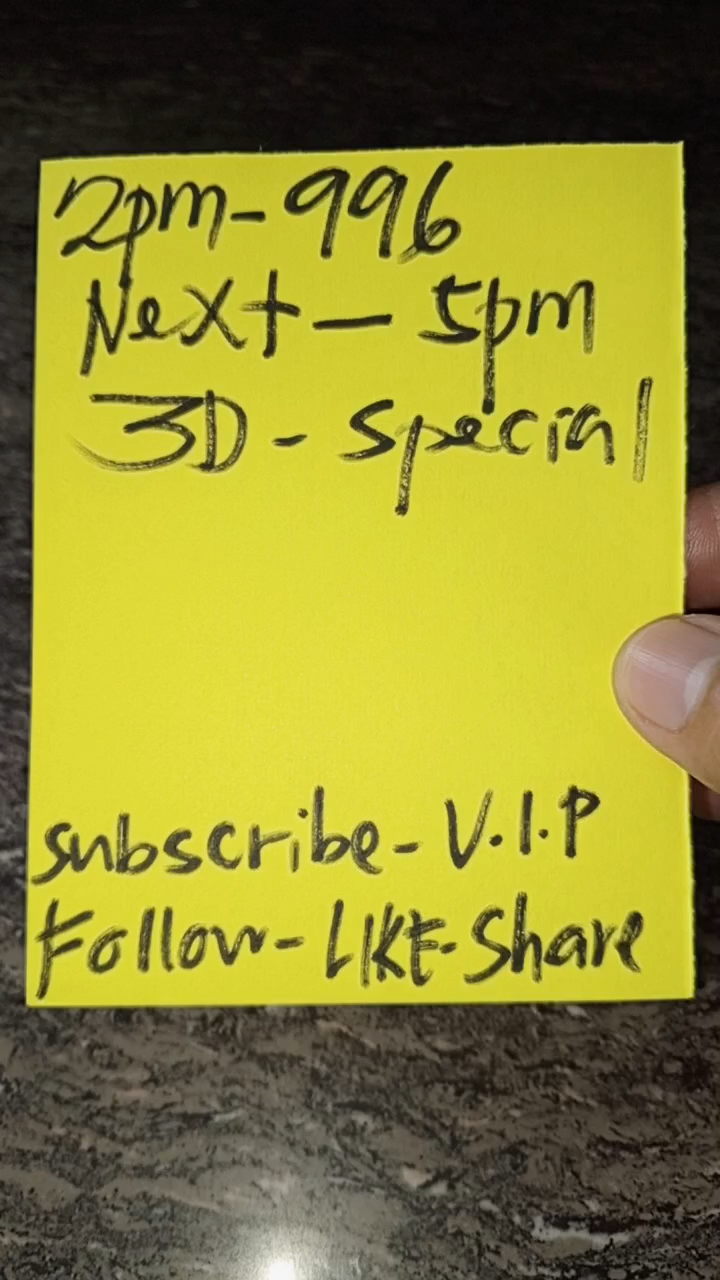 2pm - 996
Next - 5pm
3D - special
subscribe - V.I.P
Follow - LIKE - Share